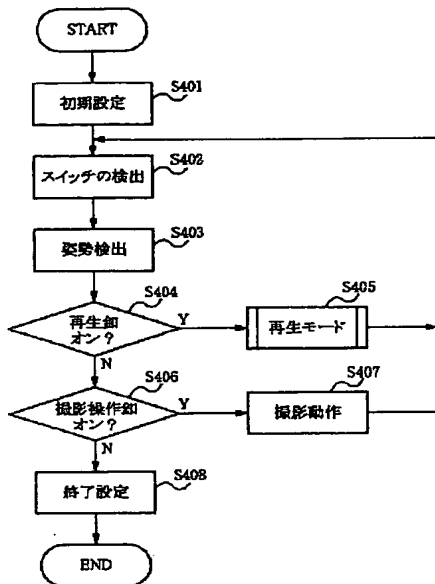 START
S401
初期設定
S402
スイッチの検出
S403
姿勢検出
S404
再生釦
オン?
Y
S405
再生モード
N
S406
撮影操作釦
オン?
Y
S407
撮影動作
N
S408
終了設定
END